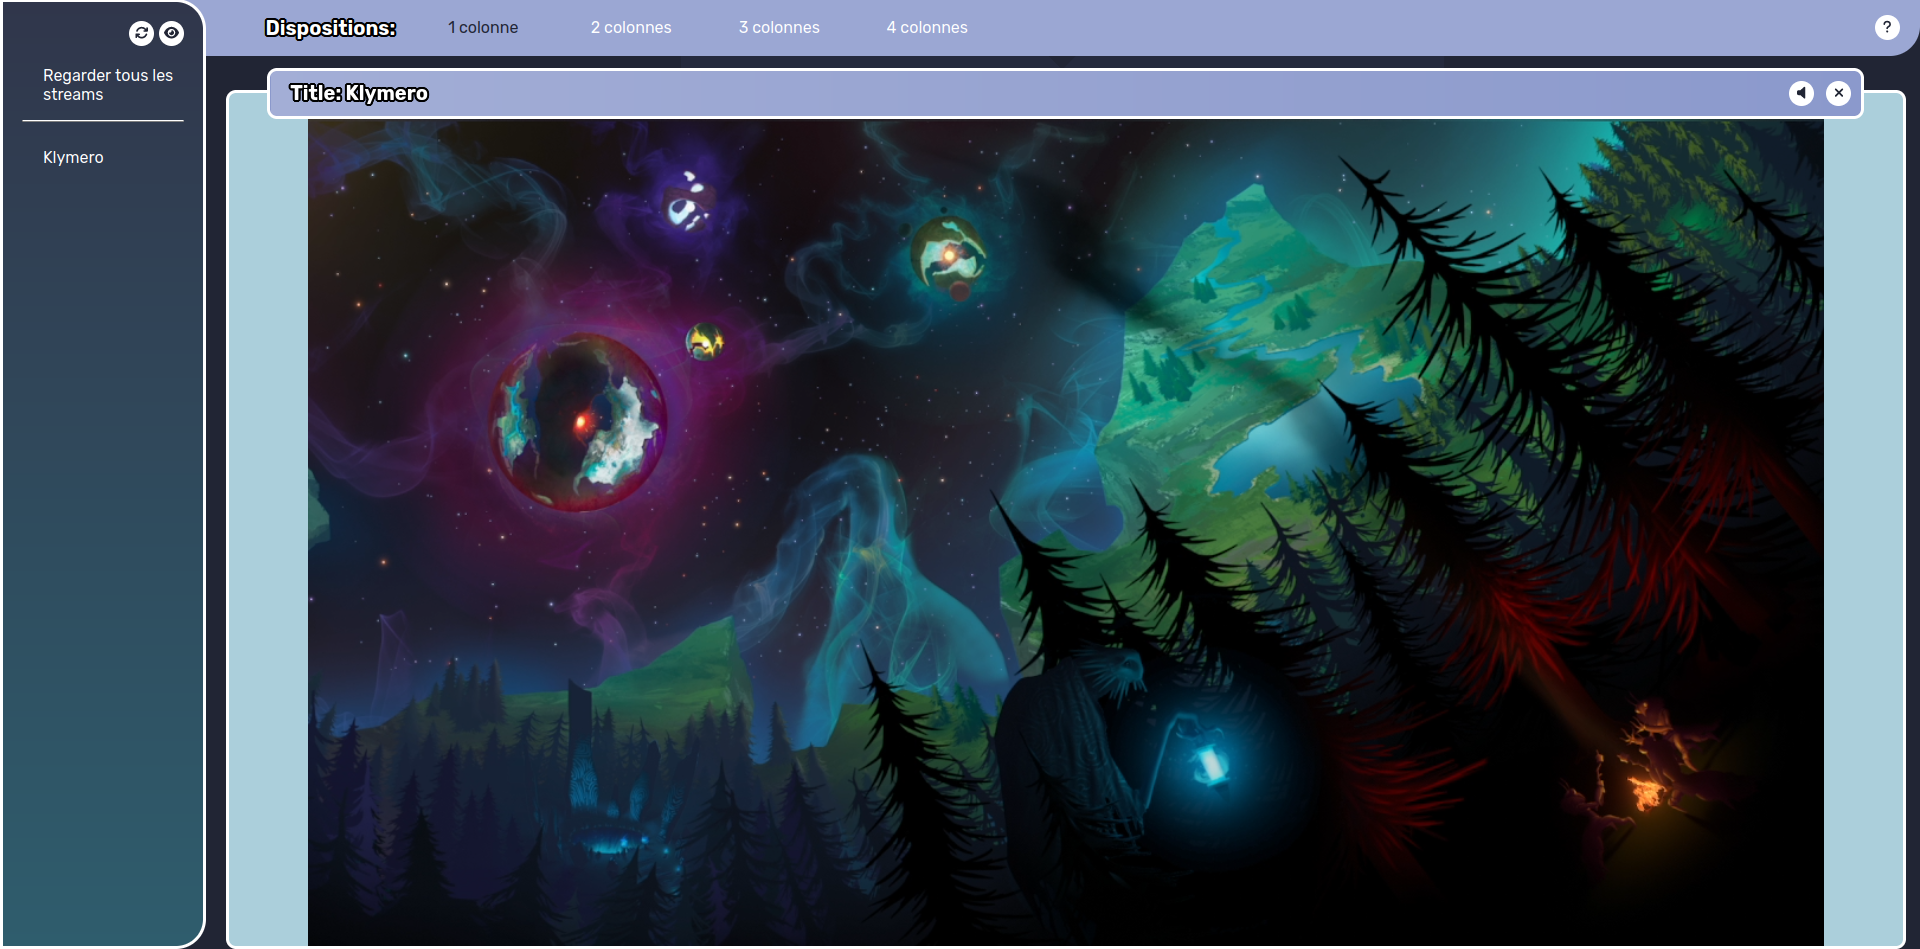 Regarder tous les
streams
Klymero
Dispositions:
1 colonne
2 colonnes
3 colonnes
4 colonnes
?
Title: Klymero